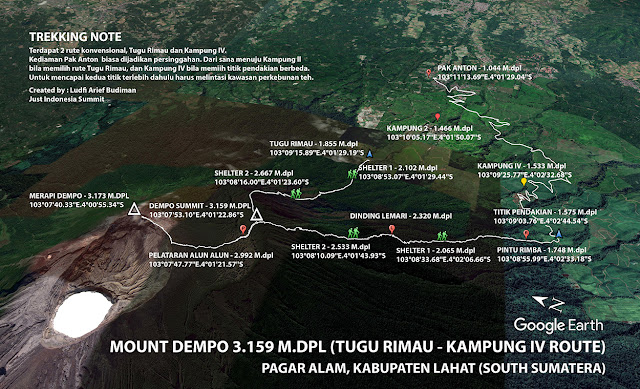 TREKKING NOTE
Terdapat 2 rute konvensional, Tugu Rimau dan Kampung IV.
Kediaman Pak Anton biasa dijadikan persinggahan. Dari sana menuju Kampung II
bila memilih rute Tugu Rimau, dan Kampung IV bila memiih titik pendakian berbeda.
Untuk mencapai kedua titik terlebih dahulu harus melintasi kawasan perkebunan teh.
Created by : Ludfi Arief Budiman
Just Indonesia Summit
PAK ANTON - 1.044 M.dpl
103°11'13.69"E.4°01'29.04"S
KAMPUNG 2 - 1.466 M.dpl
103°10'05.17"E.4°01'50.07"S
TUGU RIMAU - 1.855 M.dpl
103°09'15.89"E.4°01'29.19"S
SHELTER 1 - 2.102 M.dpl
103°08'53.07"E.4°01'29.44"S
KAMPUNG IV - 1.533 M.dpl
103°09'25.77"E.4°02'32.68"S
SHELTER 2 - 2.667 M.dpl
103°08'16.00"E.4°01'23.60"S
MERAPI DEMPO - 3.173 M.DPL
103°07'40.33"E.4°00'55.34"S
DEMPO SUMMIT - 3.159 M.dpl
103°07'53.10"E.4°01'22.86"S
DINDING LEMARI - 2.320 M.dpl
TITIK PENDAKIAN - 1.575 M.dpl
103°09'03.76"E.4°02'44.54"S
PELATARAN ALUN ALUN - 2.992 M.dpl
103°07'47.77"E.4°01'21.57"S
SHELTER 2 - 2.533 M.dpl
103°08'10.09"E.4°01'43.93"S
SHELTER 1 - 2.065 M.dpl
103°08'33.68"E.4°02'06.66"S
PINTU RIMBA - 1.748 M.dpl
103°08'55.99"E.4°02'33.18"S
Google Earth
MOUNT DEMPO 3.159 M.DPL (TUGU RIMAU - KAMPUNG IV ROUTE)
PAGAR ALAM, KABUPATEN LAHAT (SOUTH SUMATERA)